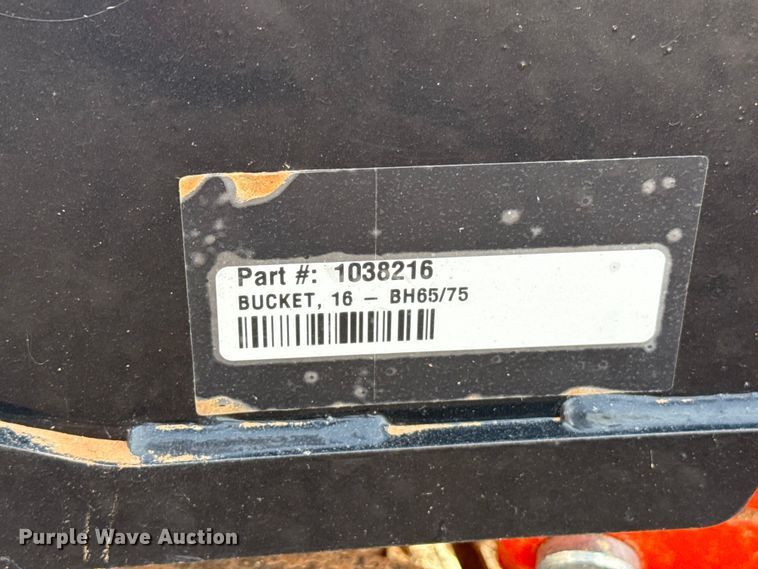 Part #: 1038216
BUCKET, 16 – BH65/75
Purple Wave Auction®